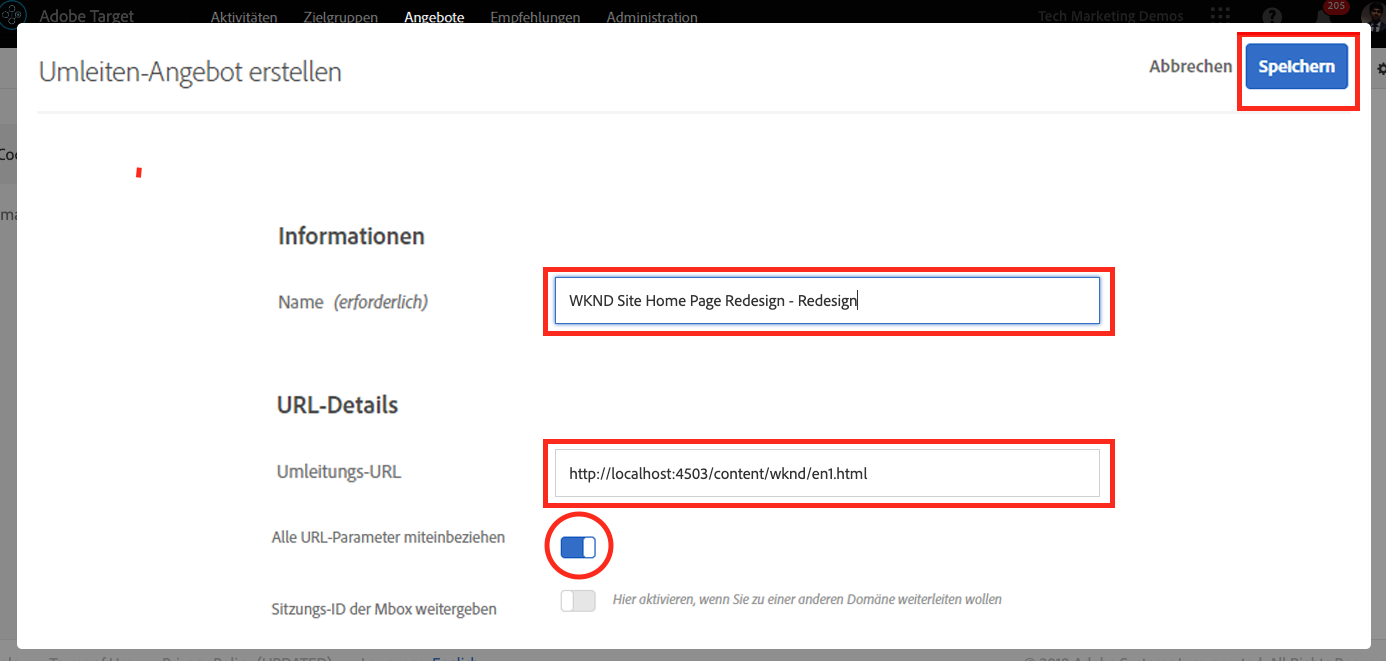 Adobe Target Aktivitäten Zielgruppen Angebote Empfehlungen Administration Tech Marketing Demos 205
Umleiten-Angebot erstellen
Abbrechen
Speichern
Informationen
Name (erforderlich)
WKND Site Home Page Redesign - Redesign
URL-Details
Umleitungs-URL
http://localhost:4503/content/wknd/en1.html
Alle URL-Parameter miteinbeziehen
Sitzungs-ID der Mbox weitergeben
Hier aktivieren, wenn Sie zu einer anderen Domäne weiterleiten wollen